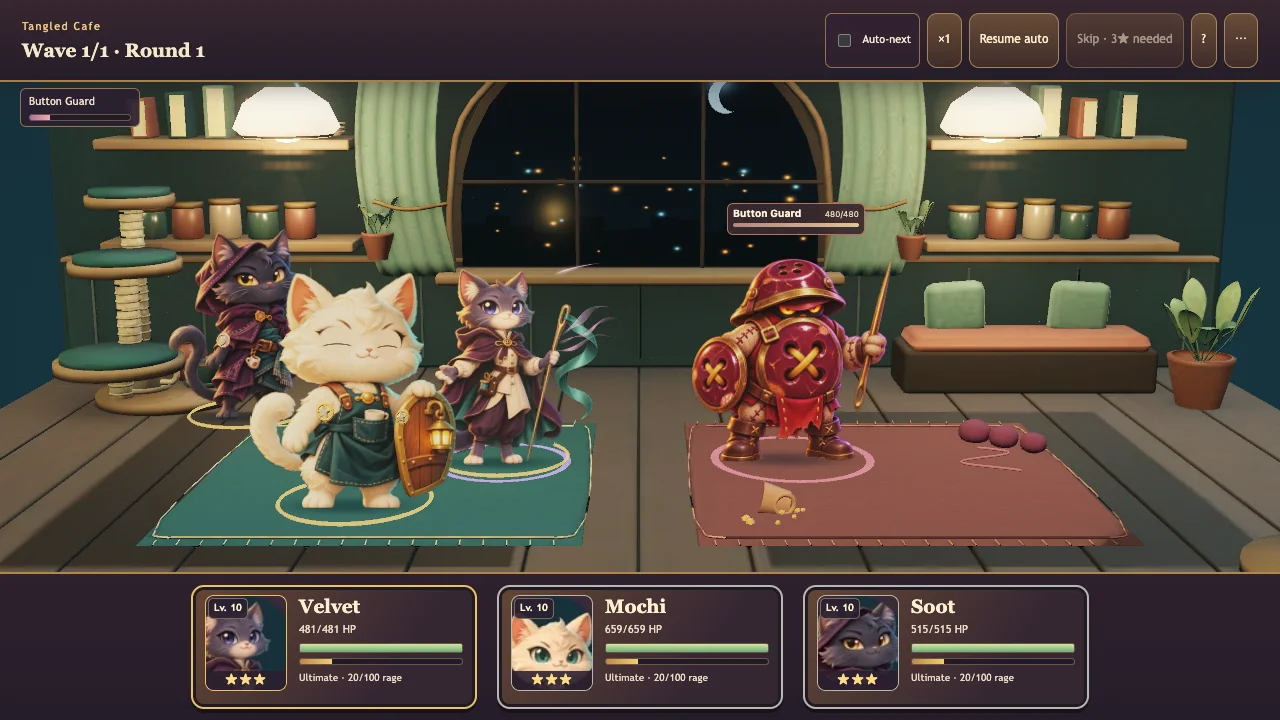 Tangled Cafe
Wave 1/1 · Round 1
Auto-next
×1
Resume auto
Skip · 3★ needed
?
...
Button Guard
Button Guard 480/480
Lv. 10
Velvet
481/481 HP
Ultimate · 20/100 rage
Lv. 10
Mochi
659/659 HP
Ultimate · 20/100 rage
Lv. 10
Soot
515/515 HP
Ultimate · 20/100 rage